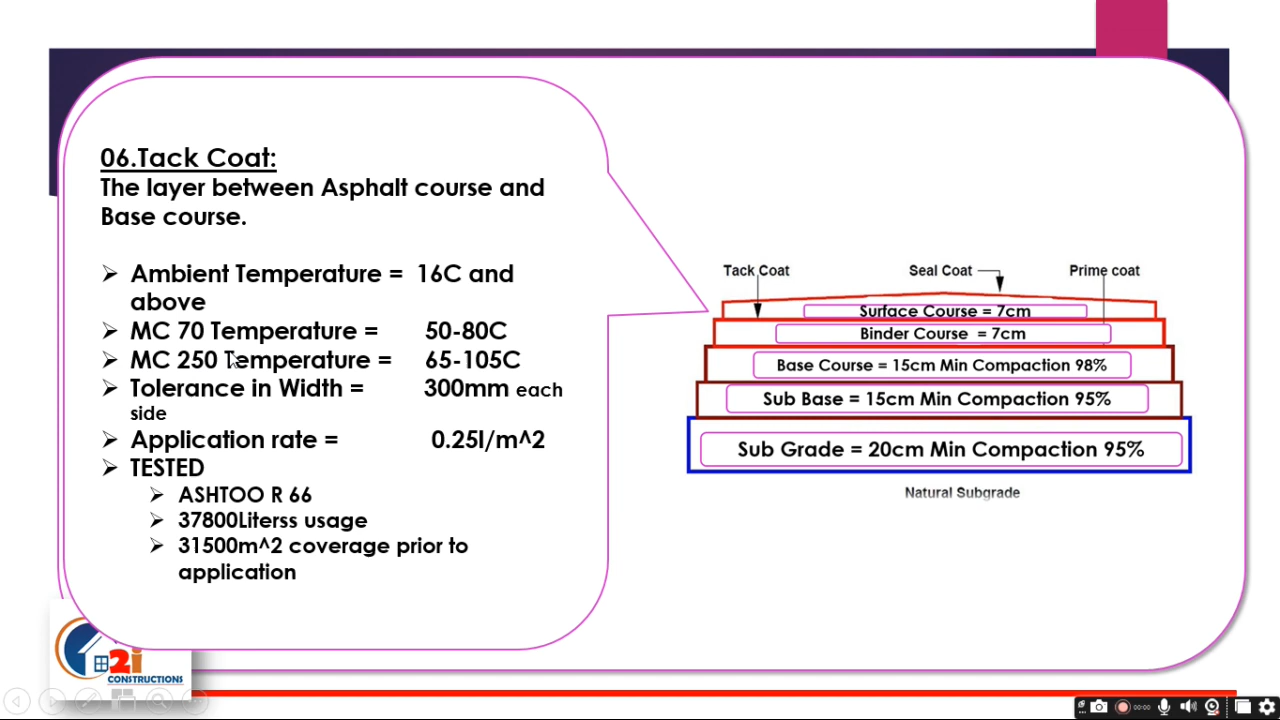 06.Tack Coat:
The layer between Asphalt course and
Base course.
Ambient Temperature = 16C and
above
MC 70 Temperature = 50-80C
MC 250 Temperature = 65-105C
Tolerance in Width = 300mm each
side
Application rate = 0.25l/m^2
TESTED
ASHTOO R 66
37800Literss usage
31500m^2 coverage prior to
application
Tack Coat Seal Coat Prime coat
Surface Course = 7cm
Binder Course = 7cm
Base Course = 15cm Min Compaction 98%
Sub Base = 15cm Min Compaction 95%
Sub Grade = 20cm Min Compaction 95%
Natural Subgrade
2i
CONSTRUCTIONS
00:00